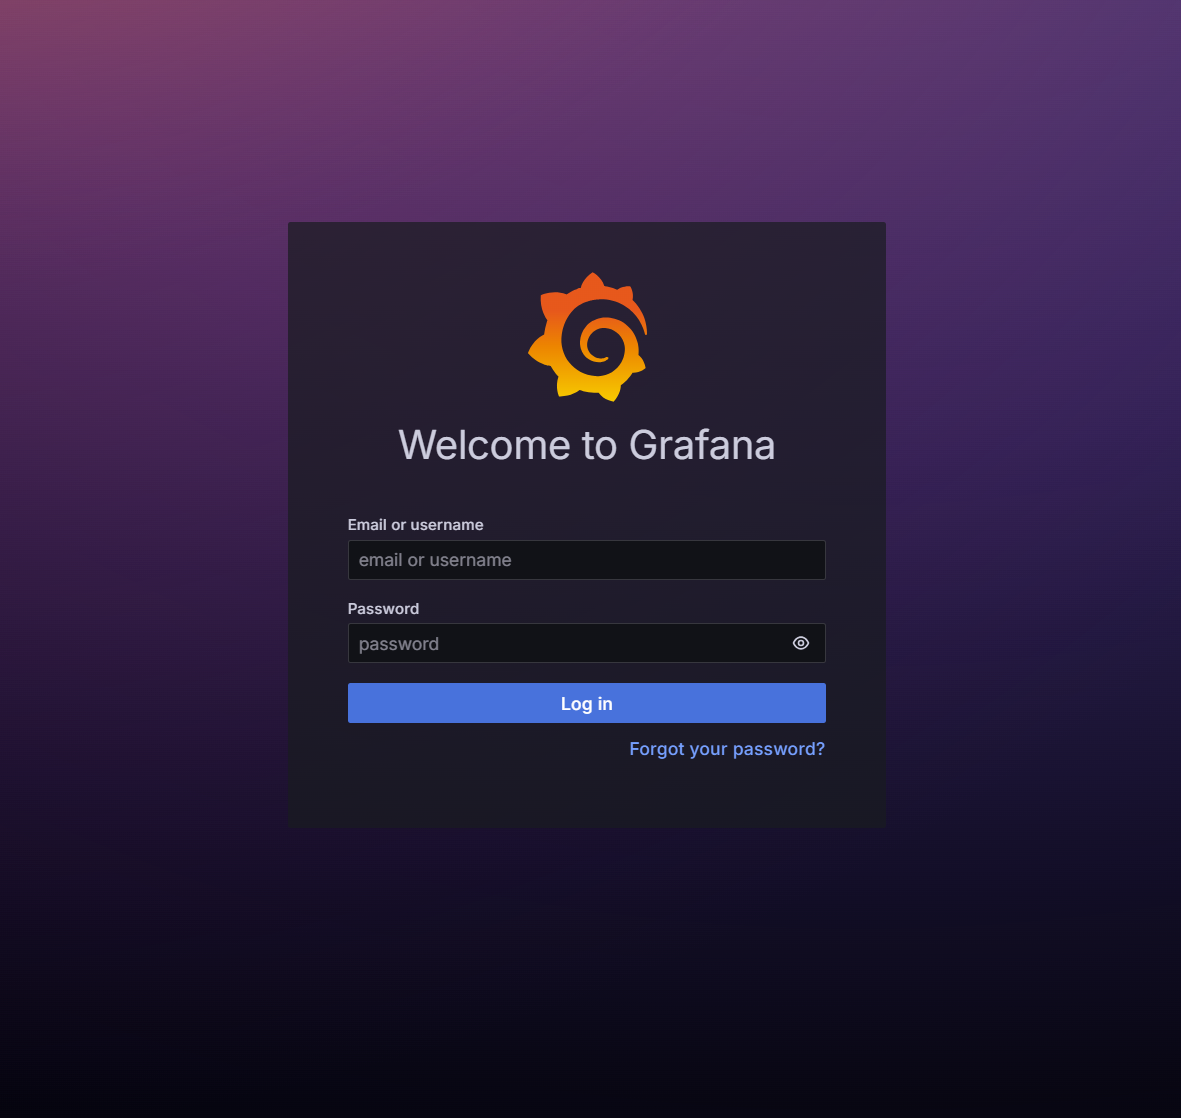 Welcome to Grafana
Email or username
email or username
Password
password
Log in
Forgot your password?